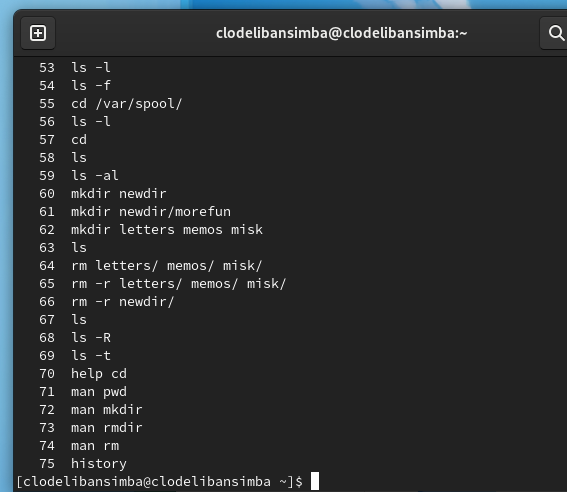 clodelibansimba@clodelibansimba:~
53 ls -l
54 ls -f
55 cd /var/spool/
56 ls -l
57 cd
58 ls
59 ls -al
60 mkdir newdir
61 mkdir newdir/morefun
62 mkdir letters memos misk
63 ls
64 rm letters/ memos/ misk/
65 rm -r letters/ memos/ misk/
66 rm -r newdir/
67 ls
68 ls -R
69 ls -t
70 help cd
71 man pwd
72 man mkdir
73 man rmdir
74 man rm
75 history
[clodelibansimba@clodelibansimba ~]$